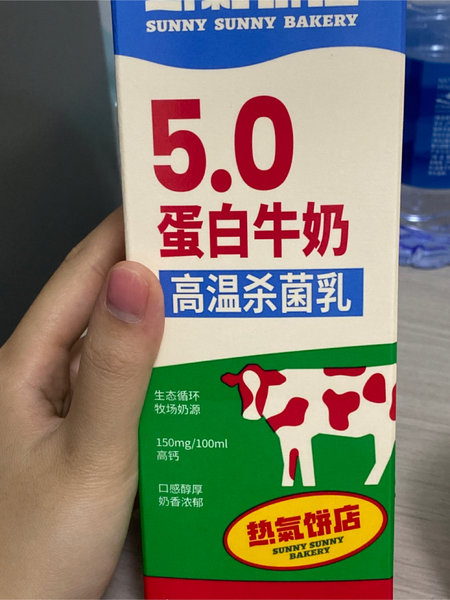 SUNNY SUNNY BAKERY
5.0
蛋白牛奶
高温杀菌乳
生态循环
牧场奶源
150mg/100ml
高钙
口感醇厚
奶香浓郁
热氣饼店
SUNNY SUNNY
BAKERY